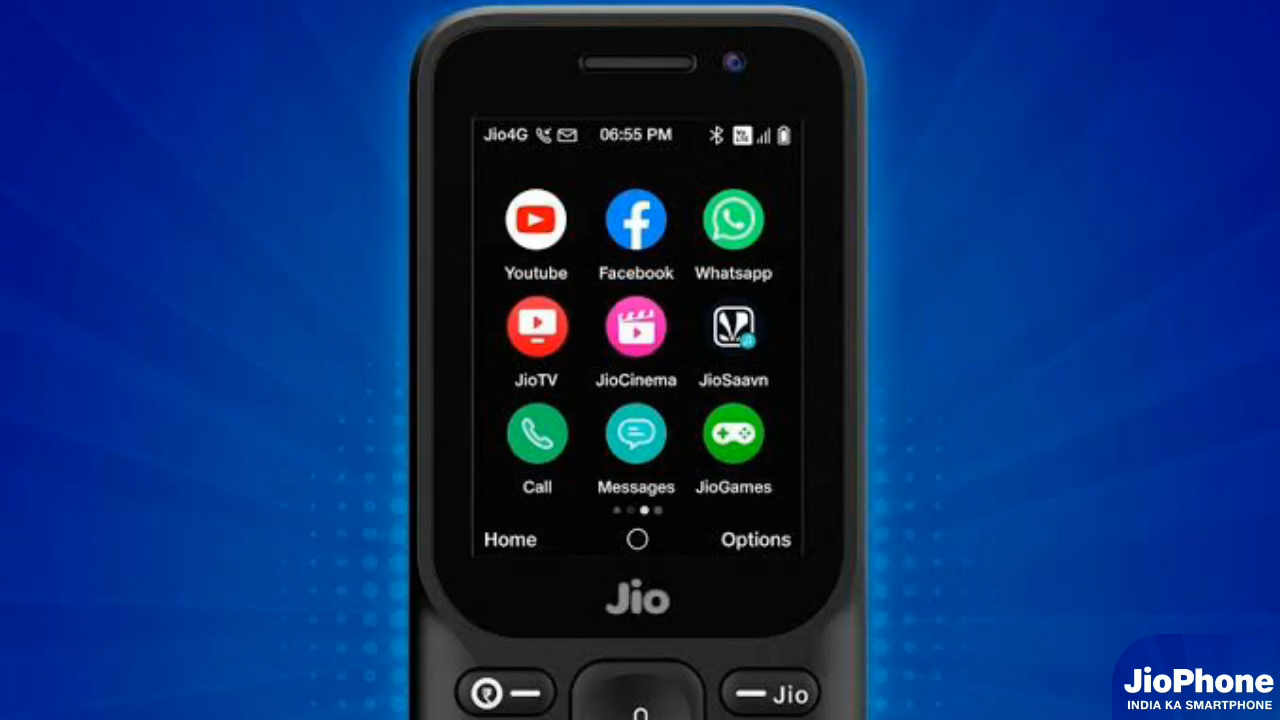 Jio4G 06:55 PM
Youtube Facebook Whatsapp
JioTV JioCinema JioSaavn
Call Messages JioGames
Home Options
Jio
Jio
JioPhone
INDIA KA SMARTPHONE